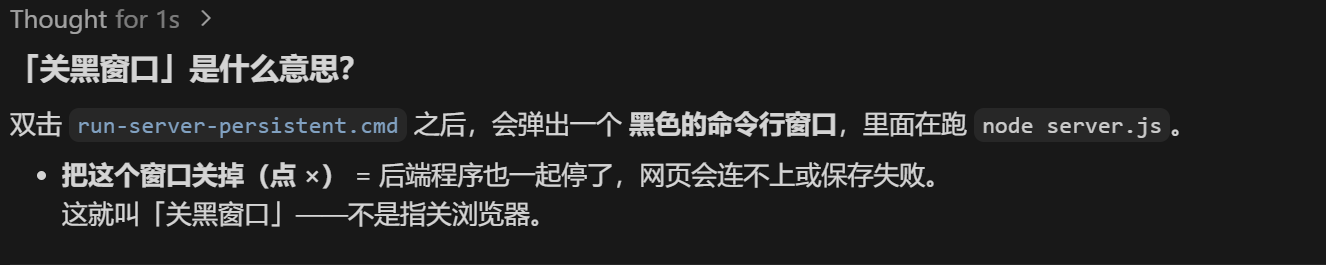 Thought for 1s >
「关黑窗口」是什么意思？
双击 run-server-persistent.cmd 之后，会弹出一个 黑色的命令行窗口，里面在跑 node server.js。
• 把这个窗口关掉（点 ×） = 后端程序也一起停了，网页会连不上或保存失败。
这就叫「关黑窗口」——不是指关浏览器。